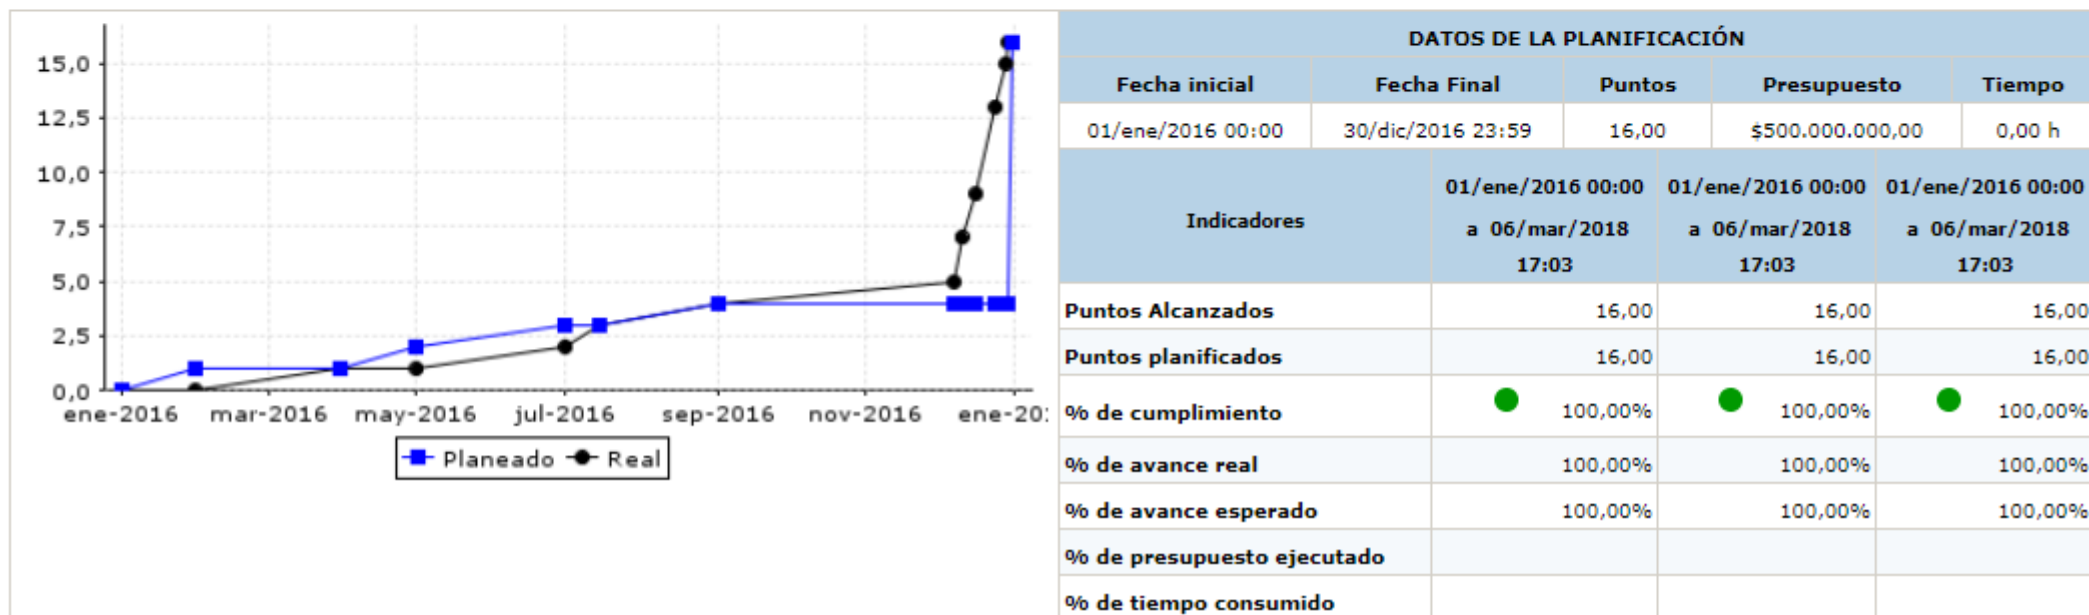 15,0
12,5
10,0
7,5
5,0
2,5
0,0
ene-2016 mar-2016 may-2016 jul-2016 sep-2016 nov-2016 ene-20
Planeado Real
DATOS DE LA PLANIFICACIÓN
Fecha inicial Fecha Final Puntos Presupuesto Tiempo
01/ene/2016 00:00 30/dic/2016 23:59 16,00 $500.000.000,00 0,00 h
Indicadores
01/ene/2016 00:00 01/ene/2016 00:00 01/ene/2016 00:00
a 06/mar/2018 a 06/mar/2018 a 06/mar/2018
17:03 17:03 17:03
Puntos Alcanzados 16,00 16,00 16,00
Puntos planificados 16,00 16,00 16,00
% de cumplimiento 100,00% 100,00% 100,00%
% de avance real 100,00% 100,00% 100,00%
% de avance esperado 100,00% 100,00% 100,00%
% de presupuesto ejecutado
% de tiempo consumido